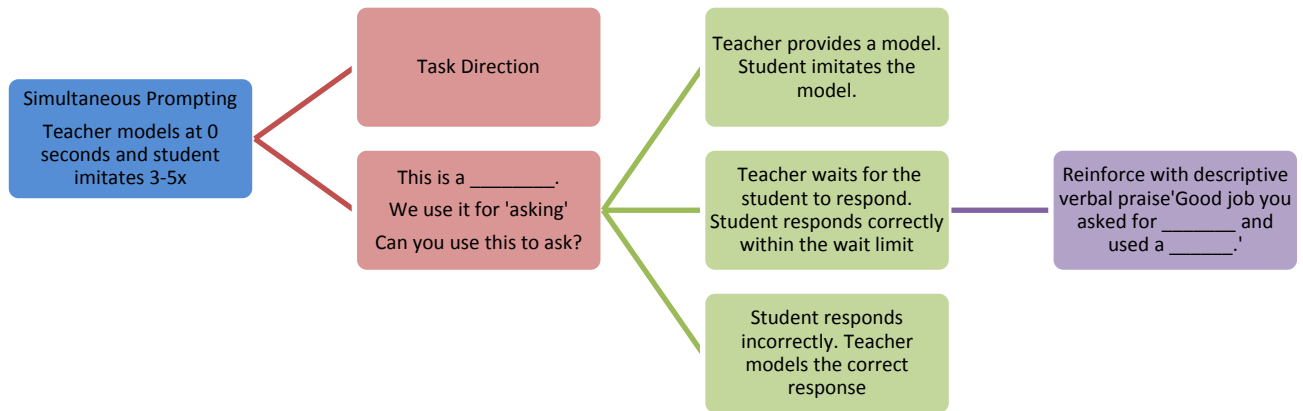 Simultaneous Prompting
Teacher models at 0
seconds and student
imitates 3-5x
Task Direction
This is a ________.
We use it for 'asking'
Can you use this to ask?
Teacher provides a model.
Student imitates the
model.
Teacher waits for the
student to respond.
Student responds correctly
within the wait limit
Student responds
incorrectly. Teacher
models the correct
response
Reinforce with descriptive
verbal praise'Good job you
asked for _______ and
used a ______.'